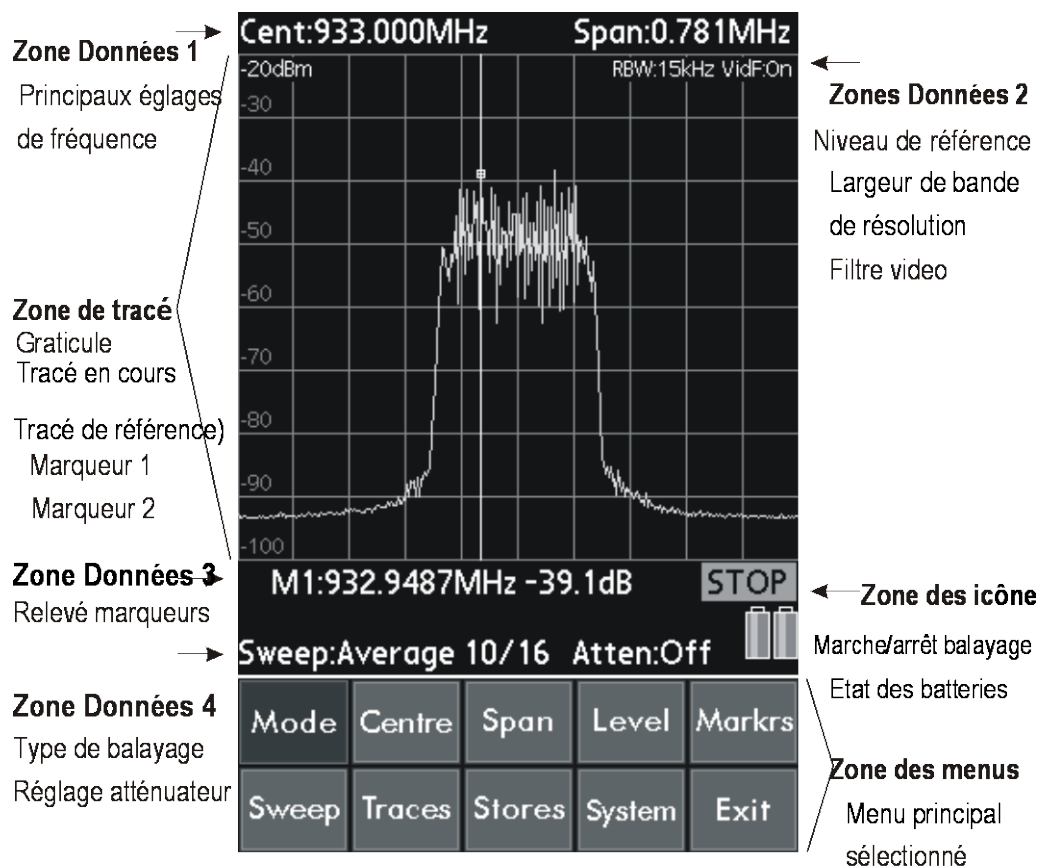 Cent:933.000MHz Span:0.781MHz
Zone Données 1
Principaux églages
de fréquence
-20dBm
RBW:15kHz VidF:On
-30
-40
-50
-60
-70
-80
-90
-100
Zones Données 2
Niveau de référence
Largeur de bande
de résolution
Filtre video
Zone de tracé
Graticule
Tracé en cours
Tracé de référence)
Marqueur 1
Marqueur 2
Zone Données 3
Relevé marqueurs
M1:932.9487MHz -39.1dB
STOP
Zone des icône
Marche/arrêt balayage
Etat des batteries
Sweep:Average 10/16 Atten:Off
Zone Données 4
Type de balayage
Réglage atténuateur
Mode Centre Span Level Markrs
Sweep Traces Stores System Exit
Zone des menus
Menu principal
sélectionné